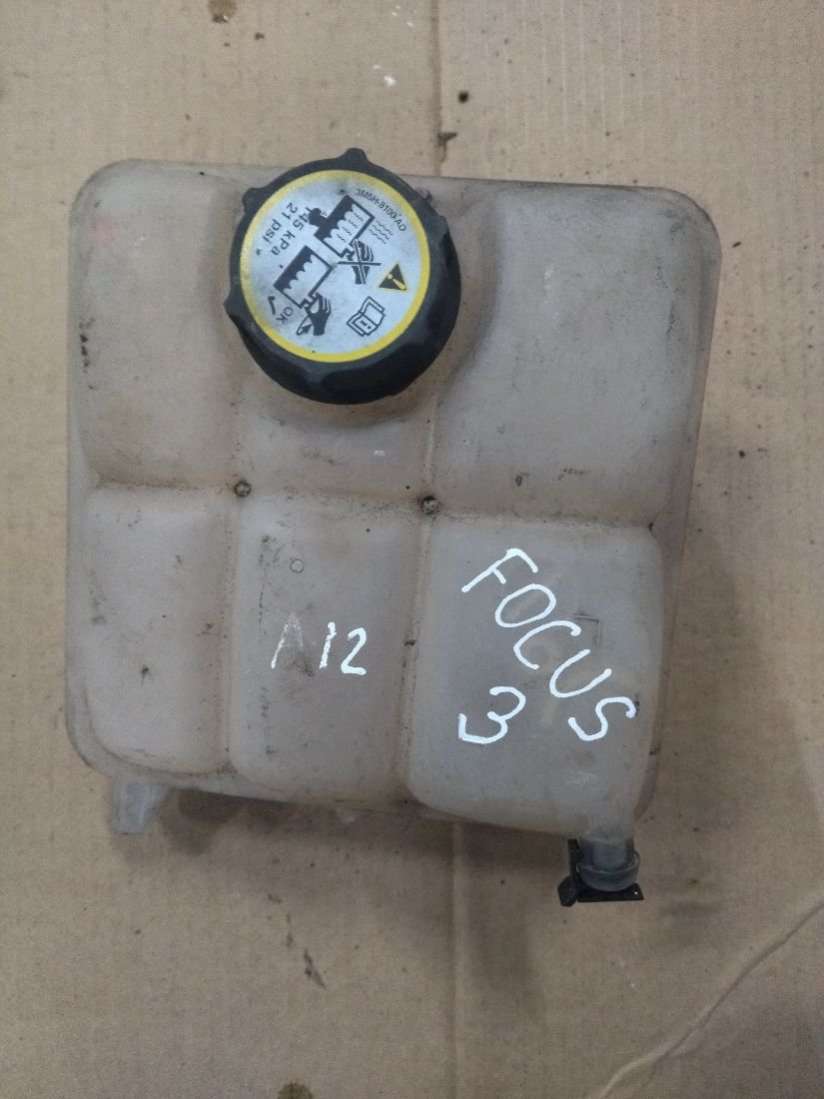 3M5H-8100-AD
145 kPa
21 psi
OK
A12
FOCUS
3